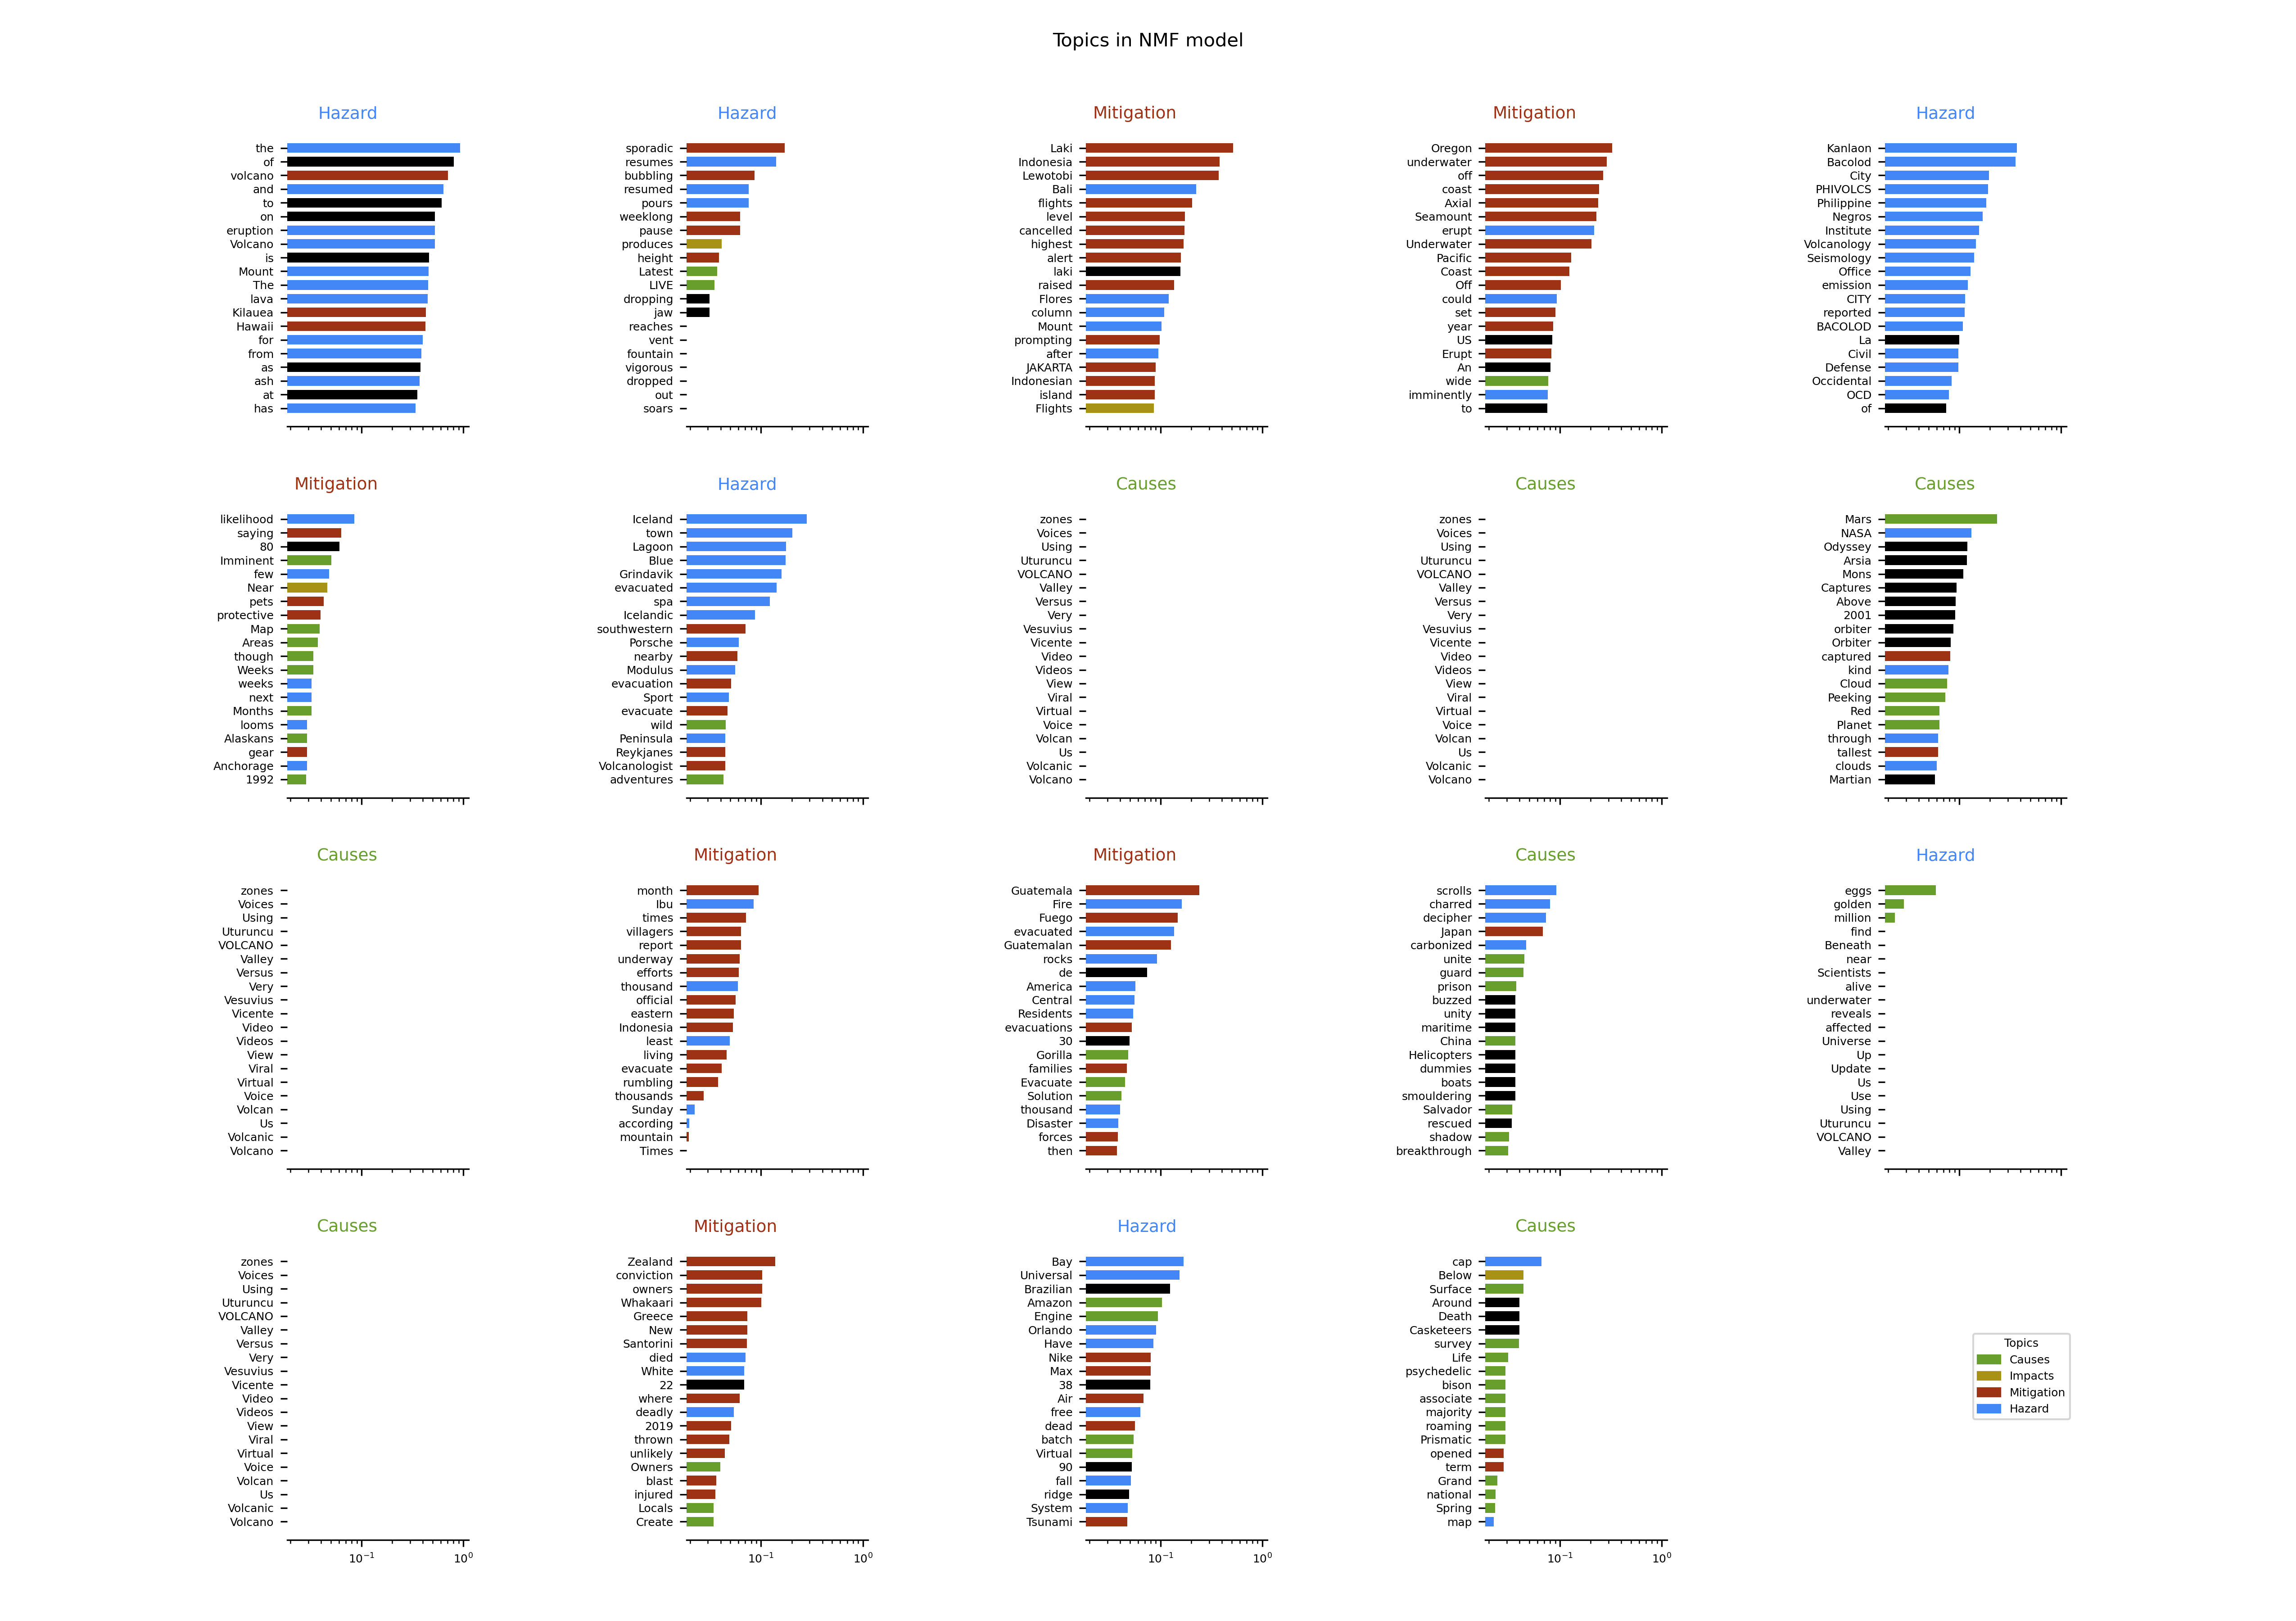 Topics in NMF model
Hazard
the
of
volcano
and
to
on
eruption
Volcano
is
Mount
The
lava
Kilauea
Hawaii
for
from
as
ash
at
has
Hazard
sporadic
resumes
bubbling
resumed
pours
weeklong
pause
produces
height
Latest
LIVE
dropping
jaw
reaches
vent
fountain
vigorous
dropped
out
soars
Mitigation
Laki
Indonesia
Lewotobi
Bali
flights
level
cancelled
highest
alert
laki
raised
Flores
column
Mount
prompting
after
JAKARTA
Indonesian
island
Flights
Mitigation
Oregon
underwater
off
coast
Axial
Seamount
erupt
Underwater
Pacific
Coast
Off
could
set
year
US
Erupt
An
wide
imminently
to
Hazard
Kanlaon
Bacolod
City
PHIVOLCS
Philippine
Negros
Institute
Volcanology
Seismology
Office
emission
CITY
reported
BACOLOD
La
Civil
Defense
Occidental
OCD
of
Mitigation
likelihood
saying
80
Imminent
few
Near
pets
protective
Map
Areas
though
Weeks
weeks
next
Months
looms
Alaskans
gear
Anchorage
1992
Hazard
Iceland
town
Lagoon
Blue
Grindavik
evacuated
spa
Icelandic
southwestern
Porsche
nearby
Modulus
evacuation
Sport
evacuate
wild
Peninsula
Reykjanes
Volcanologist
adventures
Causes
zones
Voices
Using
Uturuncu
VOLCANO
Valley
Versus
Very
Vesuvius
Vicente
Video
Videos
View
Viral
Virtual
Voice
Volcan
Us
Volcanic
Volcano
Causes
zones
Voices
Using
Uturuncu
VOLCANO
Valley
Versus
Very
Vesuvius
Vicente
Video
Videos
View
Viral
Virtual
Voice
Volcan
Us
Volcanic
Volcano
Causes
Mars
NASA
Odyssey
Arsia
Mons
Captures
Above
2001
orbiter
Orbiter
captured
kind
Cloud
Peeking
Red
Planet
through
tallest
clouds
Martian
Causes
zones
Voices
Using
Uturuncu
VOLCANO
Valley
Versus
Very
Vesuvius
Vicente
Video
Videos
View
Viral
Virtual
Voice
Volcan
Us
Volcanic
Volcano
Mitigation
month
Ibu
times
villagers
report
underway
efforts
thousand
official
eastern
Indonesia
least
living
evacuate
rumbling
thousands
Sunday
according
mountain
Times
Mitigation
Guatemala
Fire
Fuego
evacuated
Guatemalan
rocks
de
America
Central
Residents
evacuations
30
Gorilla
families
Evacuate
Solution
thousand
Disaster
forces
then
Causes
scrolls
charred
decipher
Japan
carbonized
unite
guard
prison
buzzed
unity
maritime
China
Helicopters
dummies
boats
smouldering
Salvador
rescued
shadow
breakthrough
Hazard
eggs
golden
million
find
Beneath
near
Scientists
alive
underwater
reveals
affected
Universe
Up
Update
Us
Use
Using
Uturuncu
VOLCANO
Valley
Causes
zones
Voices
Using
Uturuncu
VOLCANO
Valley
Versus
Very
Vesuvius
Vicente
Video
Videos
View
Viral
Virtual
Voice
Volcan
Us
Volcanic
Volcano
10⁻¹ 10⁰
Mitigation
Zealand
conviction
owners
Whakaari
Greece
New
Santorini
died
White
22
where
deadly
2019
thrown
unlikely
Owners
blast
injured
Locals
Create
10⁻¹ 10⁰
Hazard
Bay
Universal
Brazilian
Amazon
Engine
Orlando
Have
Nike
Max
38
Air
free
dead
batch
Virtual
90
fall
ridge
System
Tsunami
10⁻¹ 10⁰
Causes
cap
Below
Surface
Around
Death
Casketeers
survey
Life
psychedelic
bison
associate
majority
roaming
Prismatic
opened
term
Grand
national
Spring
map
10⁻¹ 10⁰
Topics
Causes
Impacts
Mitigation
Hazard